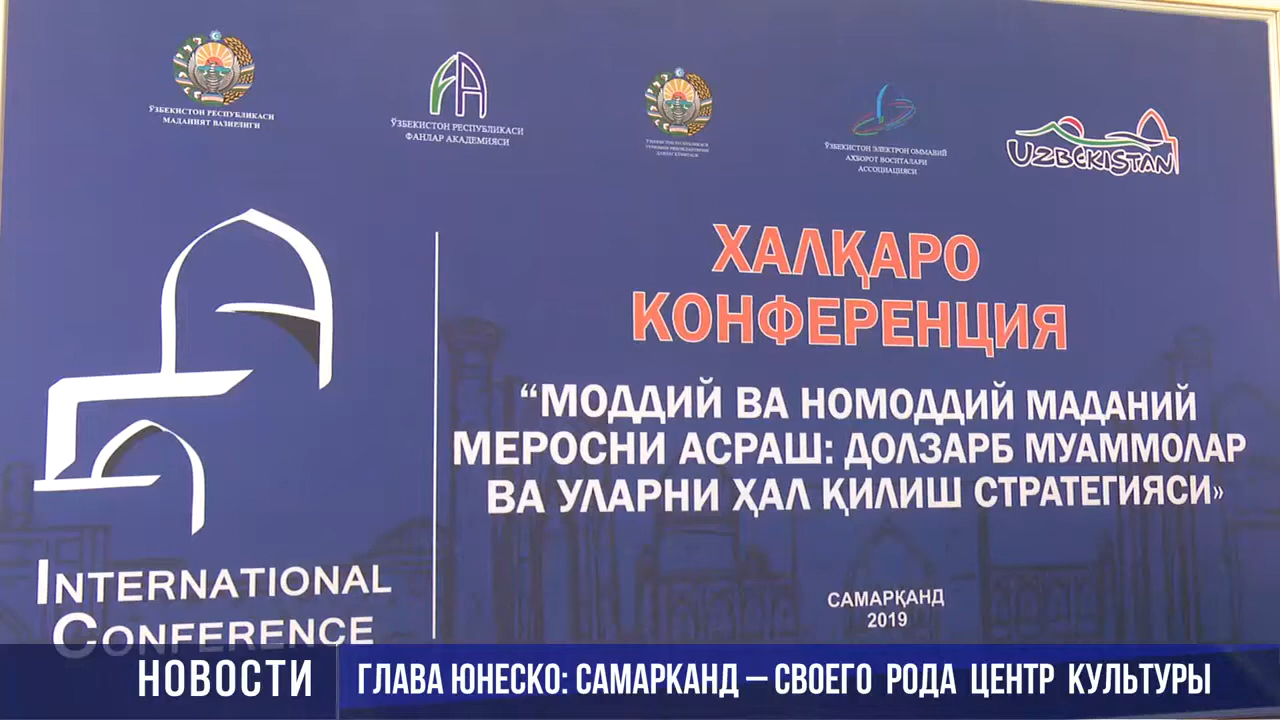 ЎЗБЕКИСТОН РЕСПУБЛИКАСИ
МАДАНИЯТ ВАЗИРЛИГИ
ЎЗБЕКИСТОН РЕСПУБЛИКАСИ
ФАНЛАР АКАДЕМИЯСИ
ЎЗБЕКИСТОН ЭЛЕКТРОН ОММАВИЙ
АХБОРОТ ВОСИТАЛАРИ
АССОЦИАЦИЯСИ
UZBEKISTAN
ХАЛҚАРО
КОНФЕРЕНЦИЯ
“МОДДИЙ ВА НОМОДДИЙ МАДАНИЙ
МЕРОСНИ АСРАШ: ДОЛЗАРБ МУАММОЛАР
ВА УЛАРНИ ҲАЛ ҚИЛИШ СТРАТЕГИЯСИ»
САМАРҚАНД
2019
INTERNATIONAL
CONFERENCE
НОВОСТИ
ГЛАВА ЮНЕСКО: САМАРКАНД – СВОЕГО РОДА ЦЕНТР КУЛЬТУРЫ